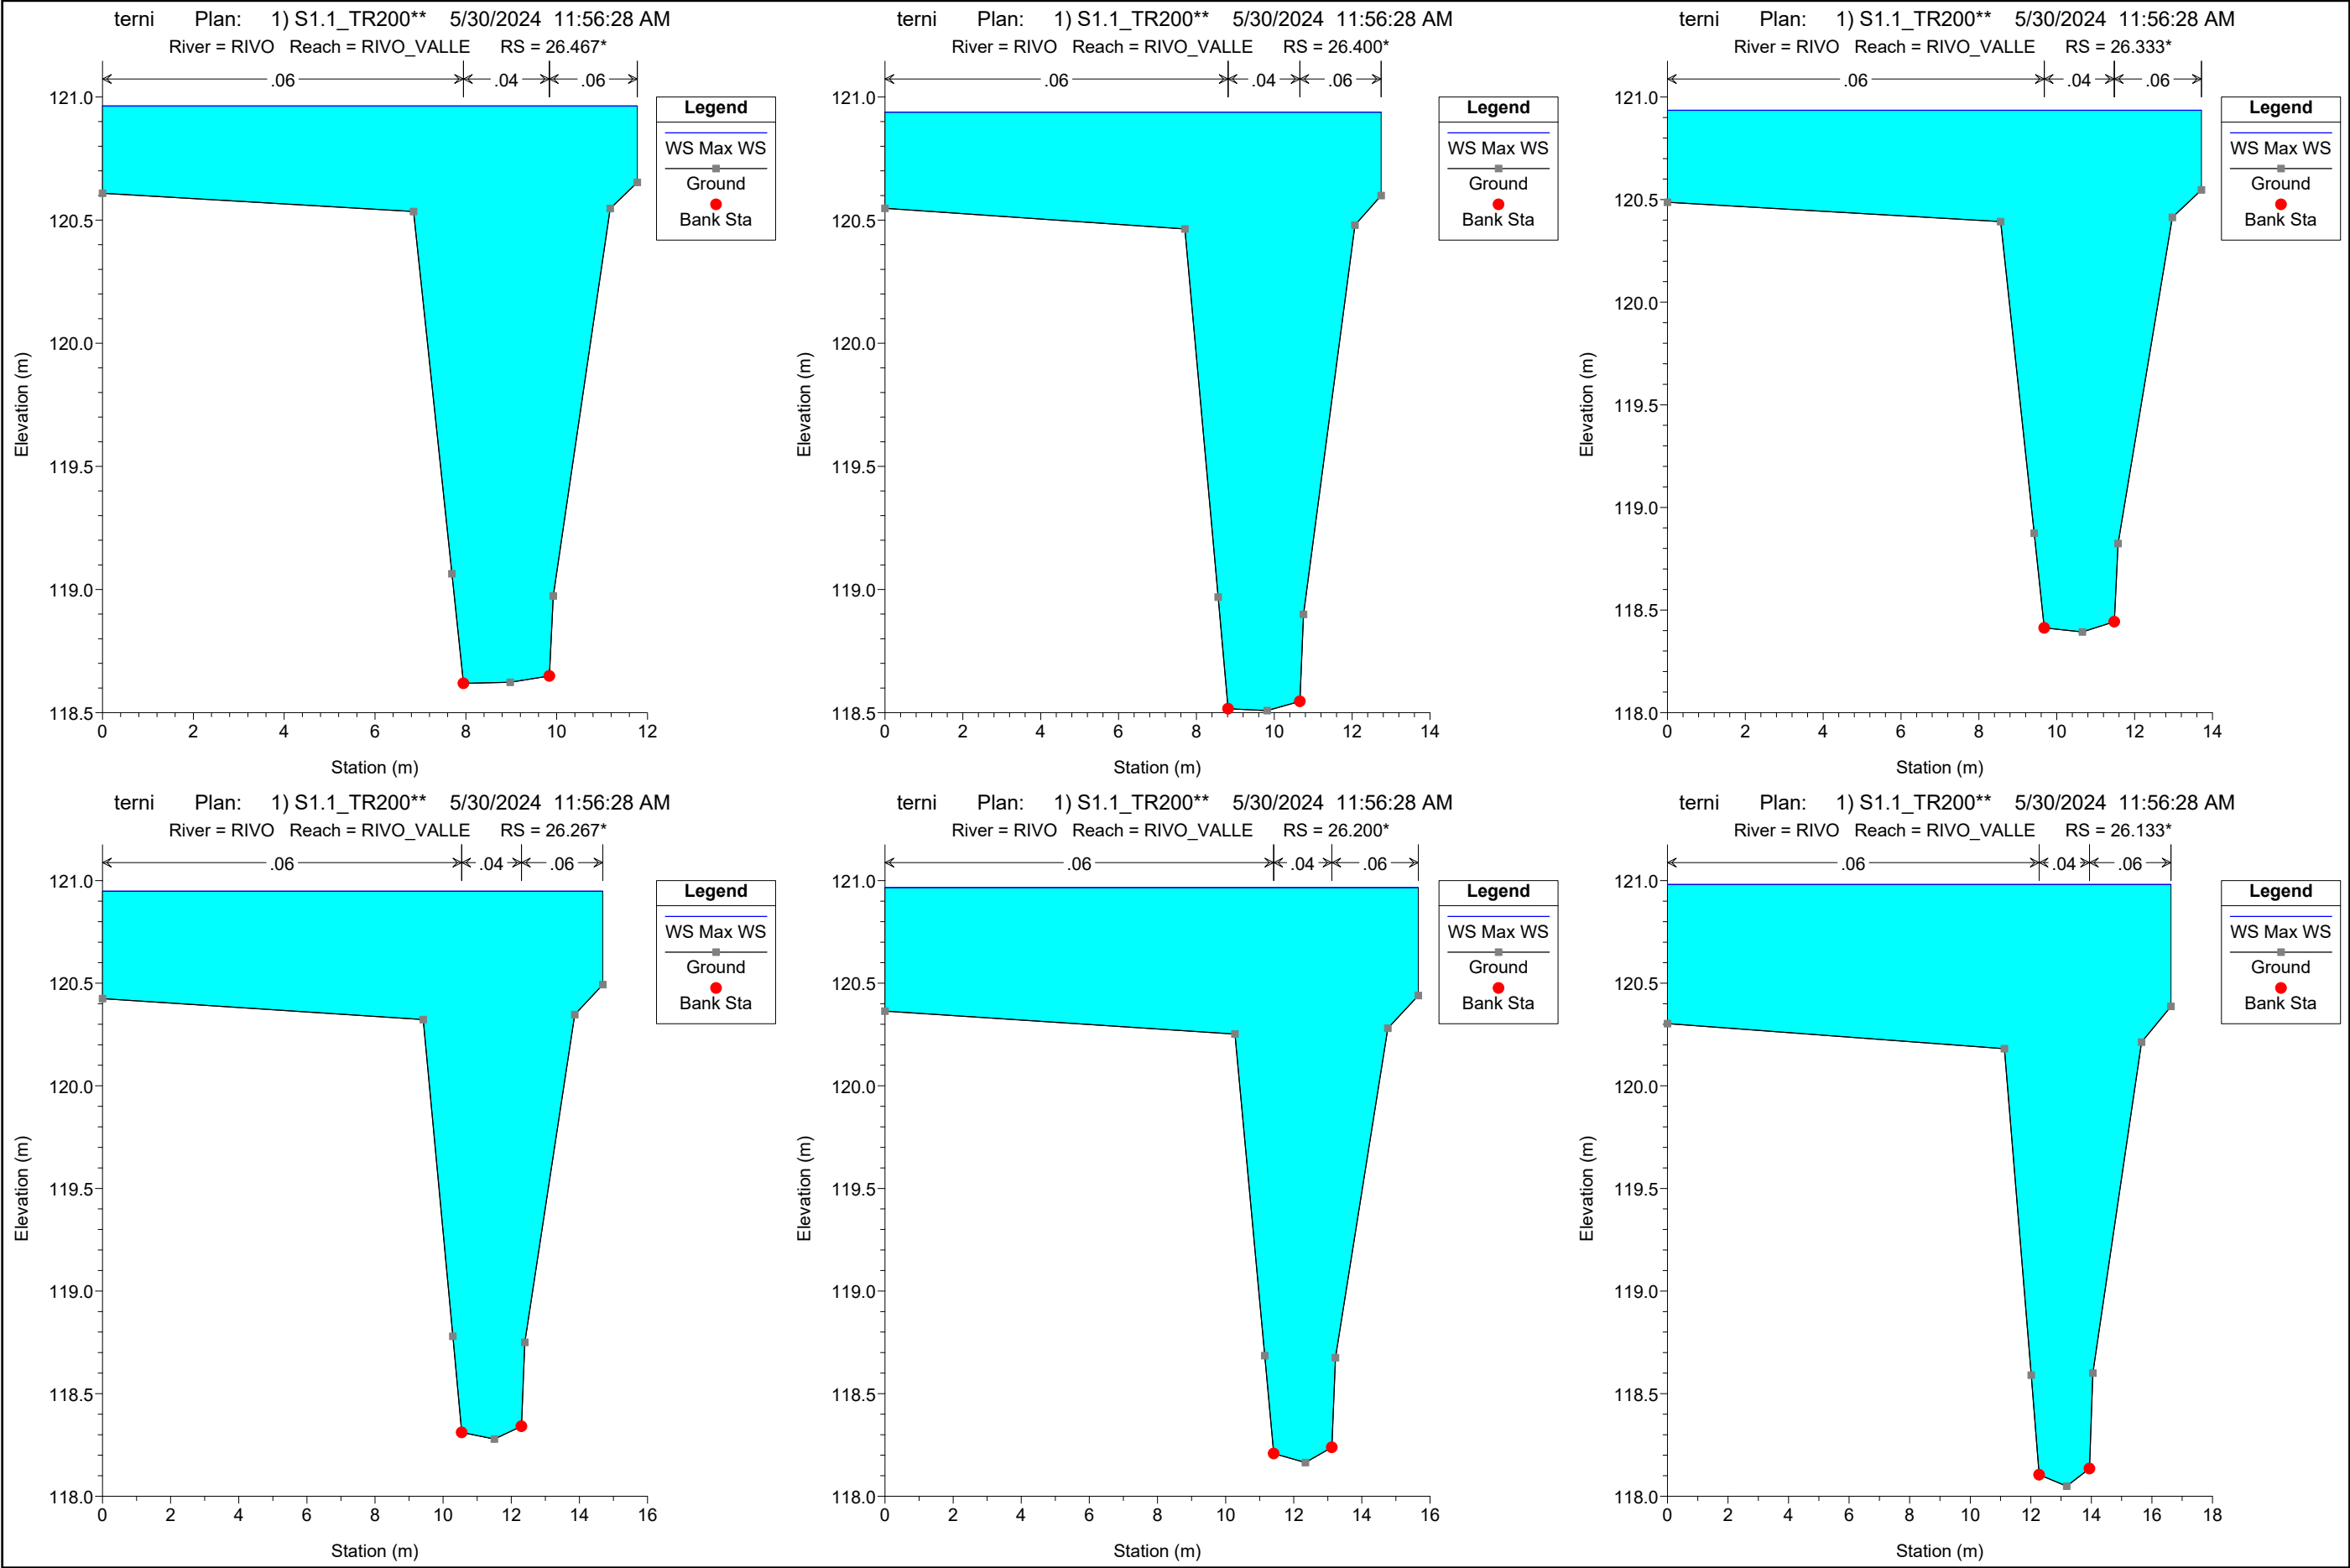 terni Plan: 1) S1.1_TR200** 5/30/2024 11:56:28 AM
River = RIVO Reach = RIVO_VALLE RS = 26.467*
.06 .04 .06
Legend
WS Max WS
Ground
Bank Sta
121.0
120.5
120.0
119.5
119.0
118.5
0 2 4 6 8 10 12
Elevation (m)
Station (m)
terni Plan: 1) S1.1_TR200** 5/30/2024 11:56:28 AM
River = RIVO Reach = RIVO_VALLE RS = 26.400*
.06 .04 .06
Legend
WS Max WS
Ground
Bank Sta
121.0
120.5
120.0
119.5
119.0
118.5
0 2 4 6 8 10 12 14
Elevation (m)
Station (m)
terni Plan: 1) S1.1_TR200** 5/30/2024 11:56:28 AM
River = RIVO Reach = RIVO_VALLE RS = 26.333*
.06 .04 .06
Legend
WS Max WS
Ground
Bank Sta
121.0
120.5
120.0
119.5
119.0
118.5
118.0
0 2 4 6 8 10 12 14
Elevation (m)
Station (m)
terni Plan: 1) S1.1_TR200** 5/30/2024 11:56:28 AM
River = RIVO Reach = RIVO_VALLE RS = 26.267*
.06 .04 .06
Legend
WS Max WS
Ground
Bank Sta
121.0
120.5
120.0
119.5
119.0
118.5
118.0
0 2 4 6 8 10 12 14 16
Elevation (m)
Station (m)
terni Plan: 1) S1.1_TR200** 5/30/2024 11:56:28 AM
River = RIVO Reach = RIVO_VALLE RS = 26.200*
.06 .04 .06
Legend
WS Max WS
Ground
Bank Sta
121.0
120.5
120.0
119.5
119.0
118.5
118.0
0 2 4 6 8 10 12 14 16
Elevation (m)
Station (m)
terni Plan: 1) S1.1_TR200** 5/30/2024 11:56:28 AM
River = RIVO Reach = RIVO_VALLE RS = 26.133*
.06 .04 .06
Legend
WS Max WS
Ground
Bank Sta
121.0
120.5
120.0
119.5
119.0
118.5
118.0
0 2 4 6 8 10 12 14 16 18
Elevation (m)
Station (m)